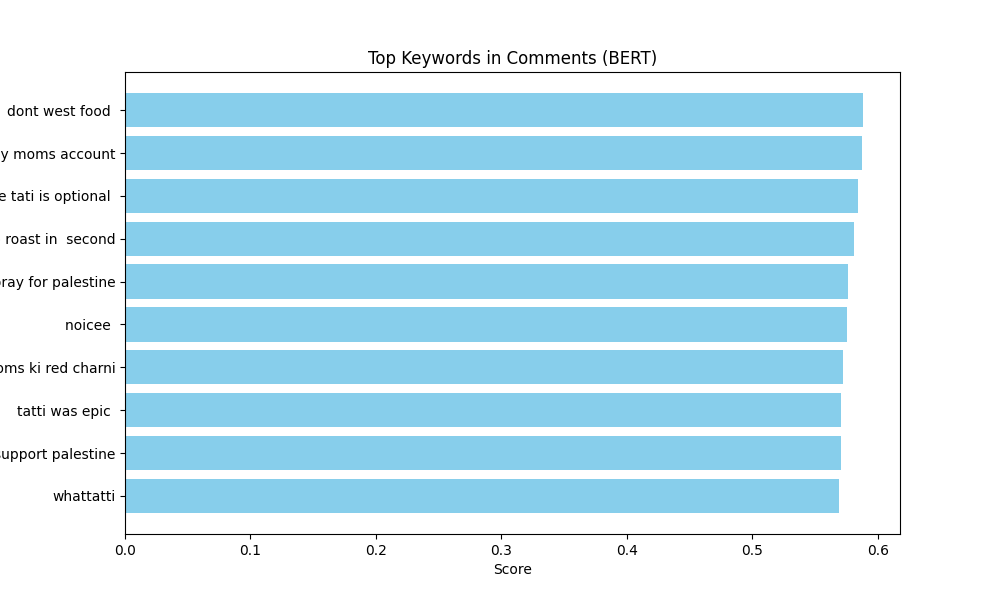 Top Keywords in Comments (BERT)
dont west food
y moms account
e tati is optional
roast in  second
pray for palestine
noicee
oms ki red charni
tatti was epic
support palestine
whattatti
0.0 0.1 0.2 0.3 0.4 0.5 0.6
Score